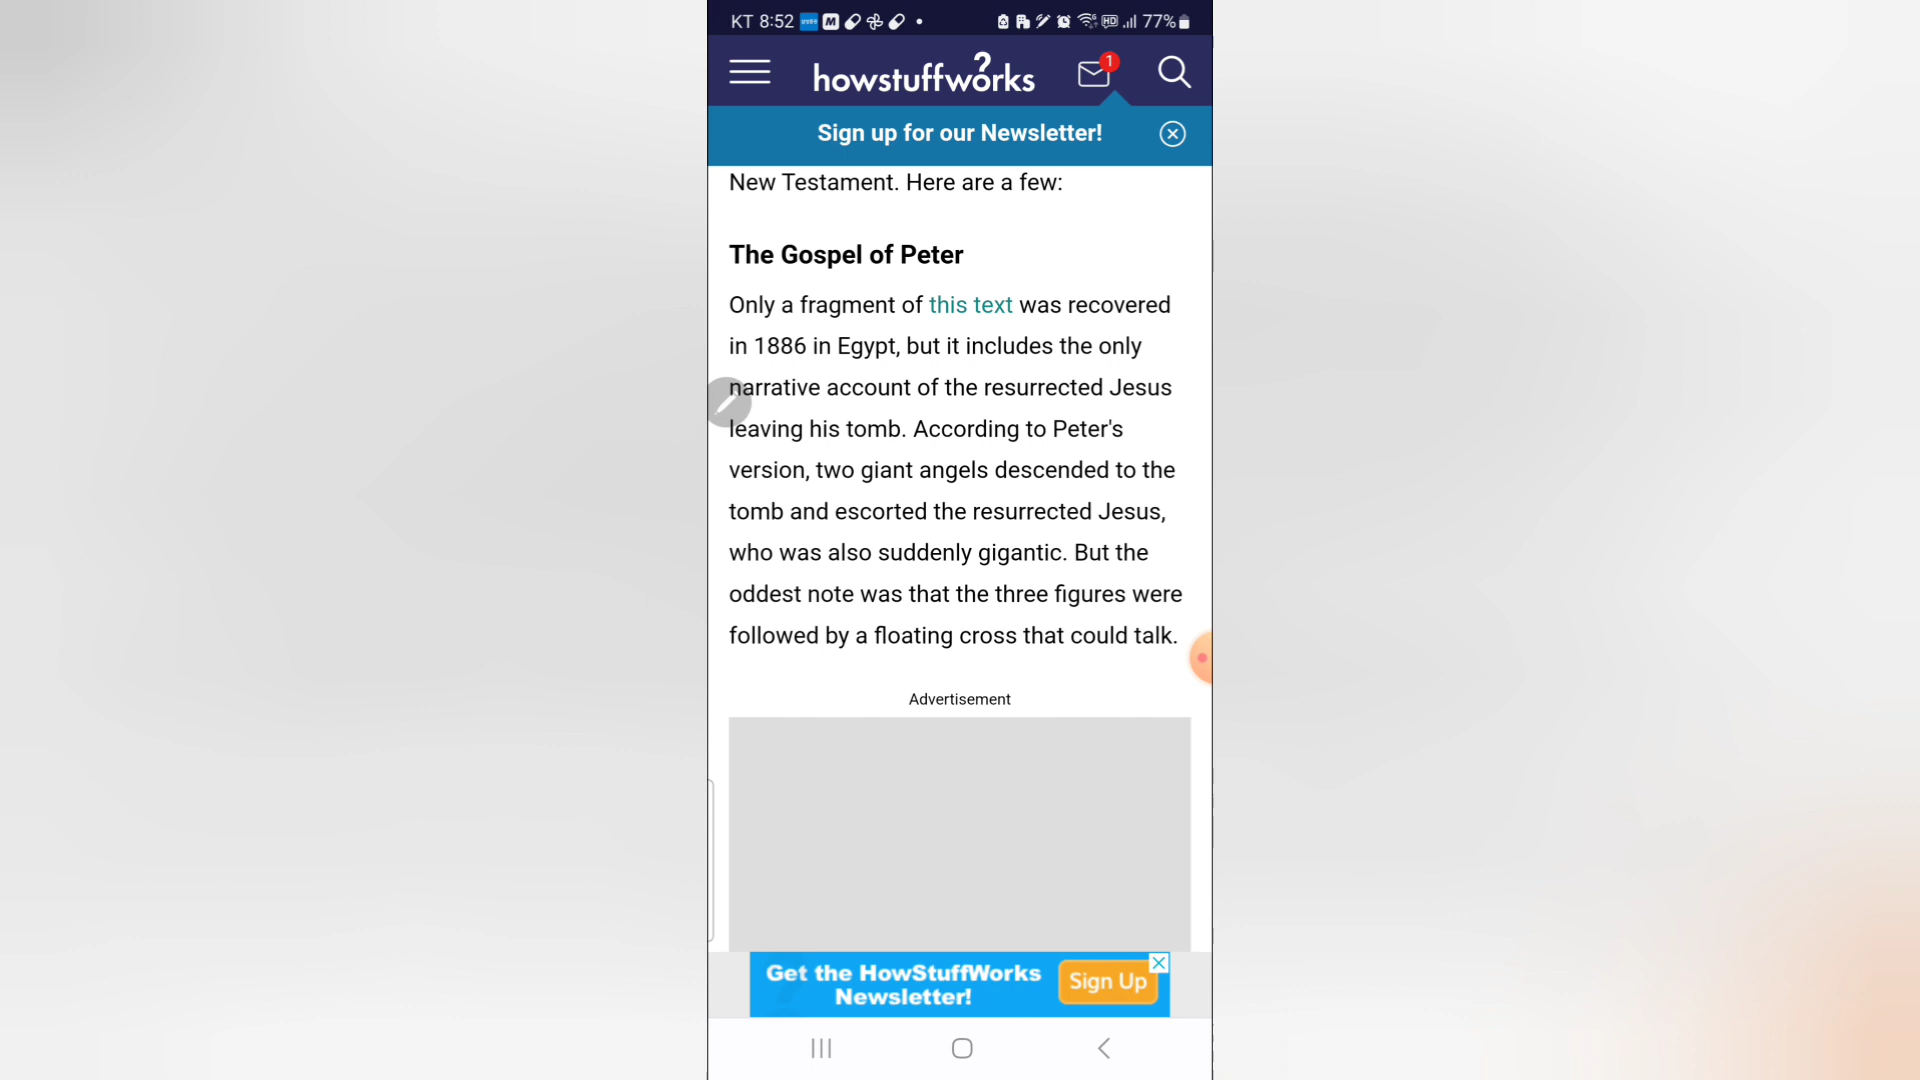 KT 8:52 M HD 77%
howstuffworks 1
Sign up for our Newsletter!
New Testament. Here are a few:
The Gospel of Peter
Only a fragment of this text was recovered
in 1886 in Egypt, but it includes the only
narrative account of the resurrected Jesus
leaving his tomb. According to Peter's
version, two giant angels descended to the
tomb and escorted the resurrected Jesus,
who was also suddenly gigantic. But the
oddest note was that the three figures were
followed by a floating cross that could talk.
Advertisement
Get the HowStuffWorks
Newsletter!
Sign Up